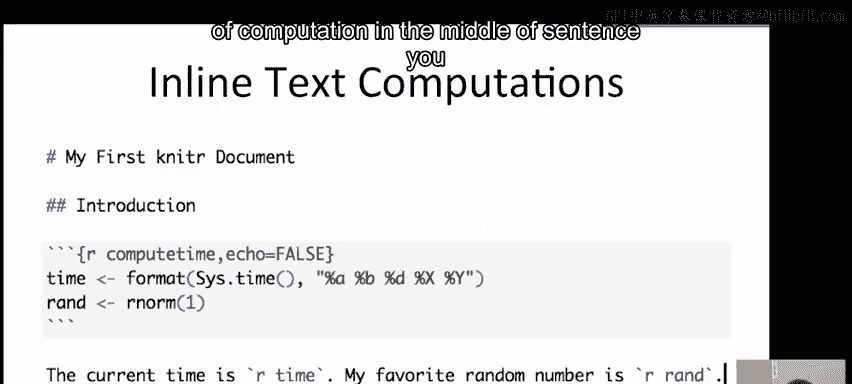 of computation in the middle of sentence
you
Inline Text Computations
# My First knitr Document
## Introduction
```{r computetime,echo=FALSE}
time <- format(Sys.time(), "%a %b %d %X %Y")
rand <- rnorm(1)
```
The current time is `r time`. My favorite random number is `r rand`.